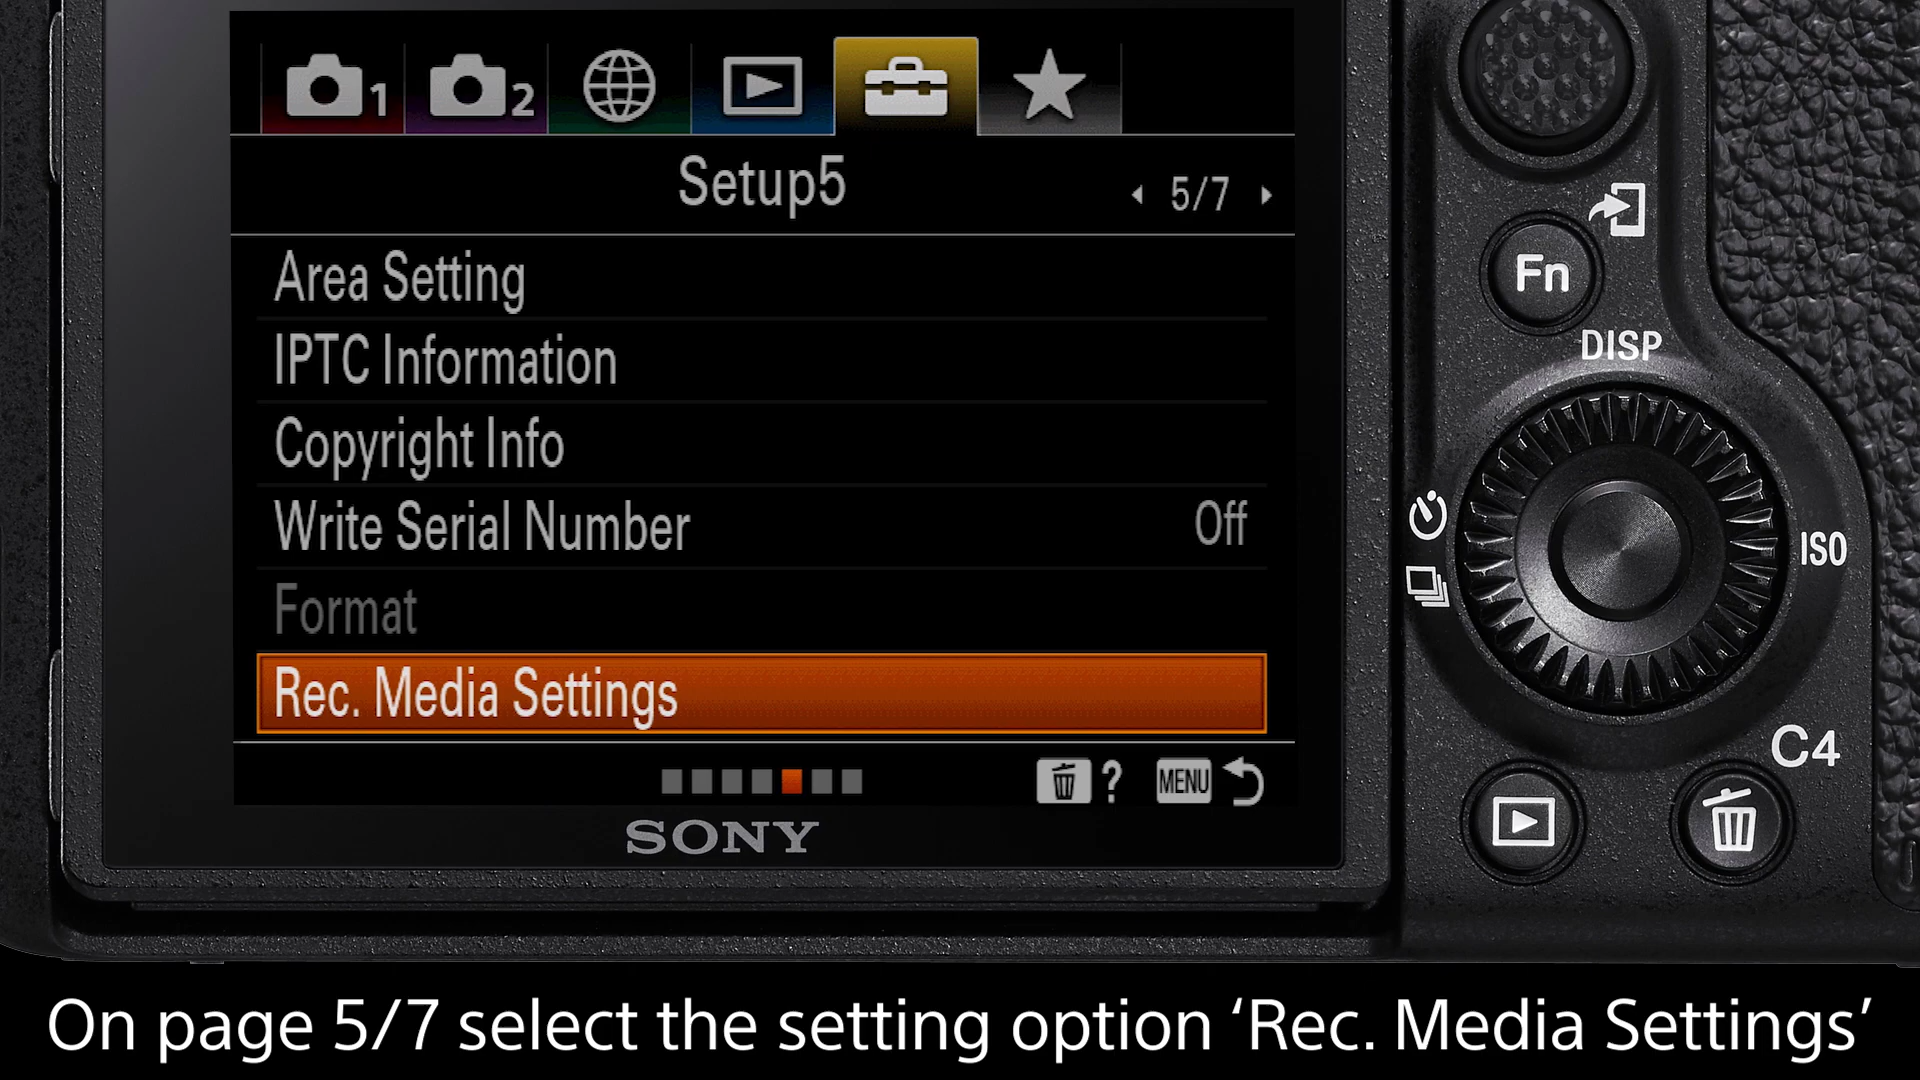 1
2
Setup5
5/7
Area Setting
IPTC Information
Copyright Info
Write Serial Number Off
Format
Rec. Media Settings
? MENU
SONY
Fn
DISP
ISO
C4
On page 5/7 select the setting option ‘Rec. Media Settings’